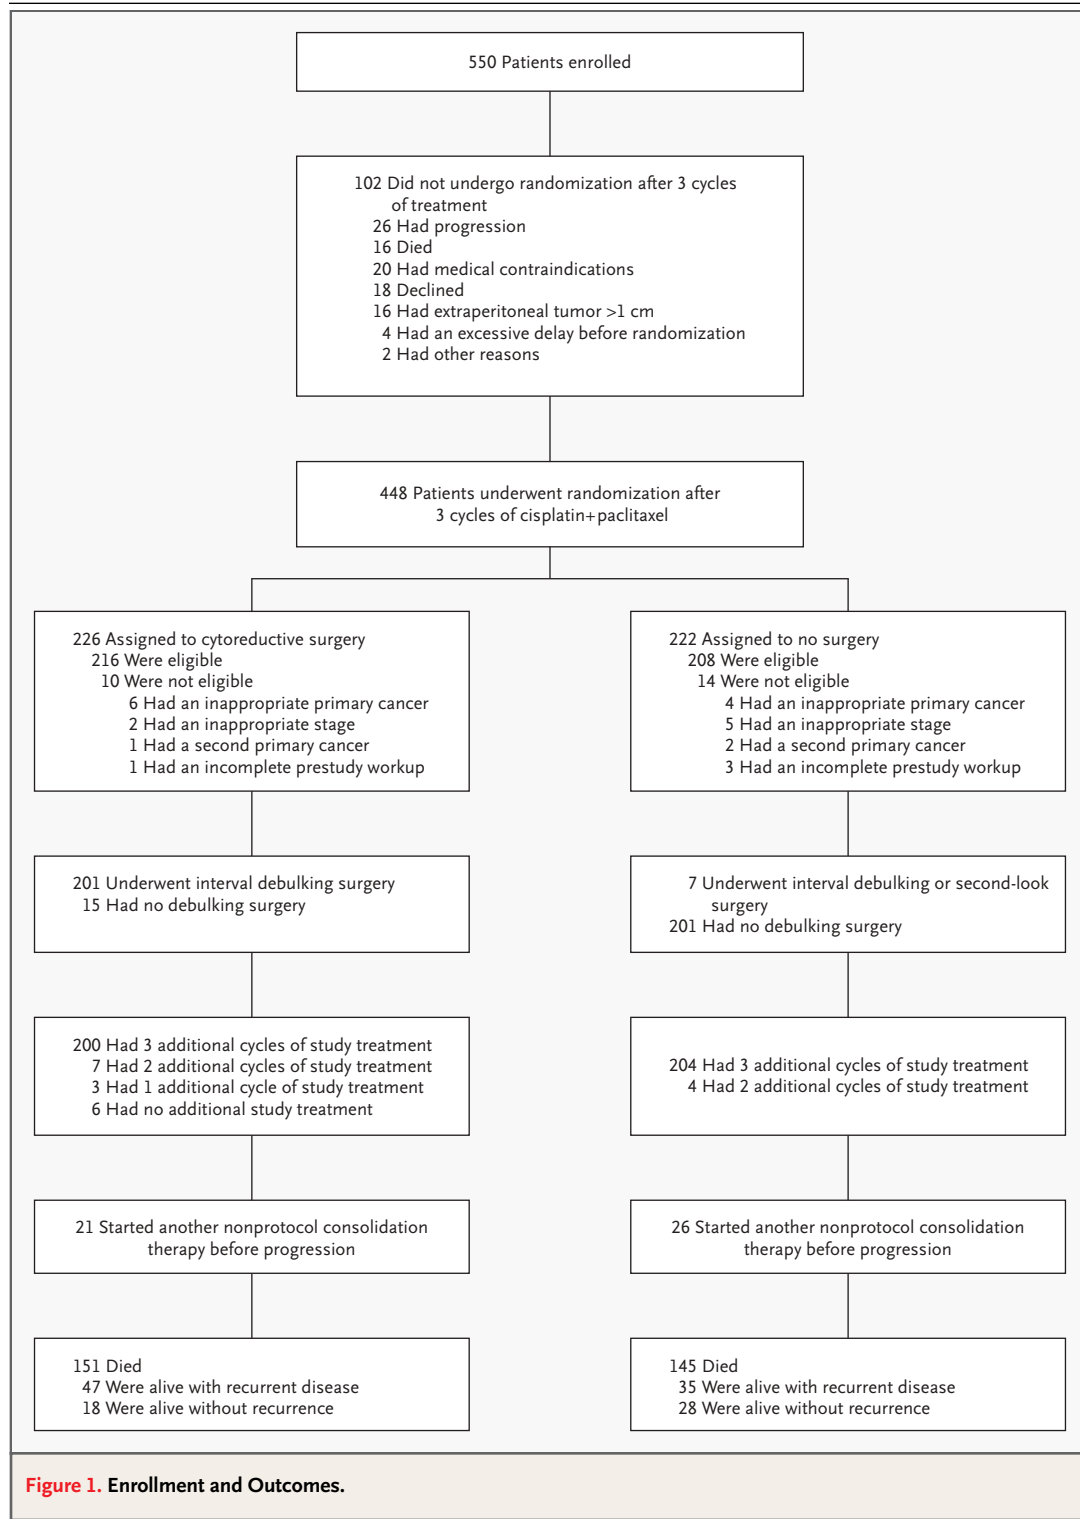 550 Patients enrolled
102 Did not undergo randomization after 3 cycles
of treatment
26 Had progression
16 Died
20 Had medical contraindications
18 Declined
16 Had extraperitoneal tumor >1 cm
4 Had an excessive delay before randomization
2 Had other reasons
448 Patients underwent randomization after
3 cycles of cisplatin+paclitaxel
226 Assigned to cytoreductive surgery
216 Were eligible
10 Were not eligible
6 Had an inappropriate primary cancer
2 Had an inappropriate stage
1 Had a second primary cancer
1 Had an incomplete prestudy workup
222 Assigned to no surgery
208 Were eligible
14 Were not eligible
4 Had an inappropriate primary cancer
5 Had an inappropriate stage
2 Had a second primary cancer
3 Had an incomplete prestudy workup
201 Underwent interval debulking surgery
15 Had no debulking surgery
7 Underwent interval debulking or second-look
surgery
201 Had no debulking surgery
200 Had 3 additional cycles of study treatment
7 Had 2 additional cycles of study treatment
3 Had 1 additional cycle of study treatment
6 Had no additional study treatment
204 Had 3 additional cycles of study treatment
4 Had 2 additional cycles of study treatment
21 Started another nonprotocol consolidation
therapy before progression
26 Started another nonprotocol consolidation
therapy before progression
151 Died
47 Were alive with recurrent disease
18 Were alive without recurrence
145 Died
35 Were alive with recurrent disease
28 Were alive without recurrence
Figure 1. Enrollment and Outcomes.